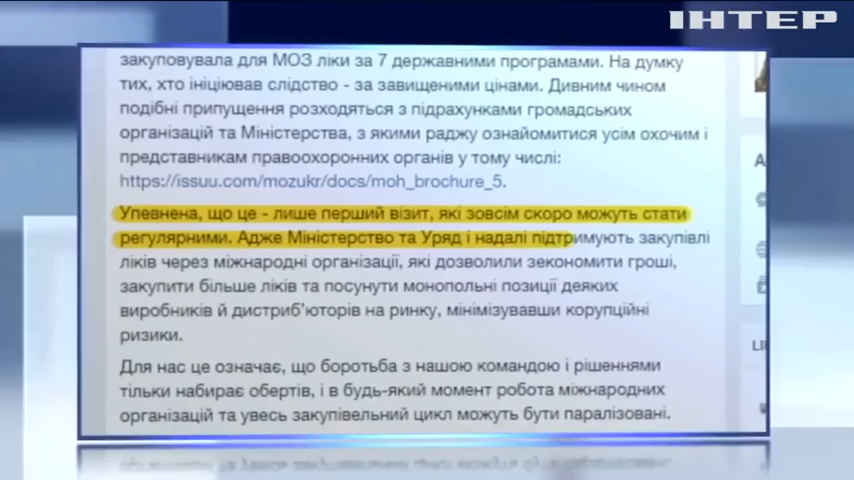 ІНТЕР
закуповувала для МОЗ ліки за 7 державними програмами. На думку
тих, хто ініціював слідство - за завищеними цінами. Дивним чином
подібні припущення розходяться з підрахунками громадських
організацій та Міністерства, з якими раджу ознайомитися усім охочим і
представникам правоохоронних органів у тому числі:
https://issuu.com/mozukr/docs/moh_brochure_5.
Упевнена, що це - лише перший візит, які зовсім скоро можуть стати
регулярними. Адже Міністерство та Уряд і надалі підтримують закупівлі
ліків через міжнародні організації, які дозволили зекономити гроші,
закупити більше ліків та посунути монопольні позиції деяких
виробників й дистриб’юторів на ринку, мінімізувавши корупційні
ризики.
Для нас це означає, що боротьба з нашою командою і рішеннями
тільки набирає обертів, і в будь-який момент робота міжнародних
організацій та увесь закупівельний цикл можуть бути паралізовані.